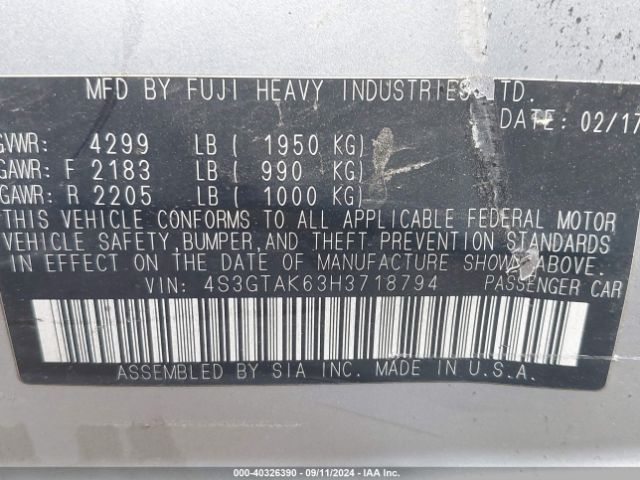 MFD BY FUJI HEAVY INDUSTRIES LTD.
DATE: 02/17
GVWR: 4299 LB ( 1950 KG)
GAWR: F 2183 LB ( 990 KG)
GAWR: R 2205 LB ( 1000 KG)
THIS VEHICLE CONFORMS TO ALL APPLICABLE FEDERAL MOTOR
VEHICLE SAFETY, BUMPER, AND THEFT PREVENTION STANDARDS
IN EFFECT ON THE DATE OF MANUFACTURE SHOWN ABOVE.
VIN: 4S3GTAK63H3718794 PASSENGER CAR
ASSEMBLED BY SIA INC. MADE IN U.S.A.
000-40326390 - 09/11/2024 - IAA Inc.